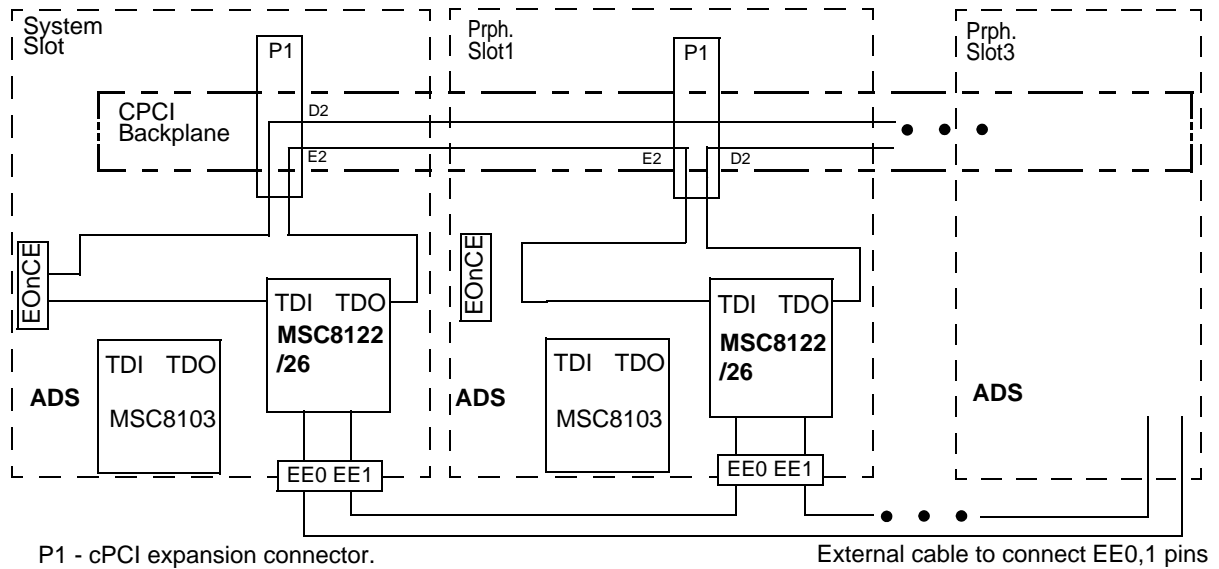 System
Slot
P1
Prph.
Slot1
P1
Prph.
Slot3
CPCI
Backplane
D2
E2
E2
D2
EOnCE
EOnCE
TDI TDO
MSC8122
/26
TDI TDO
MSC8122
/26
TDI TDO
MSC8103
ADS
TDI TDO
MSC8103
ADS
ADS
EE0 EE1
EE0 EE1
P1 - cPCI expansion connector.
External cable to connect EE0,1 pins